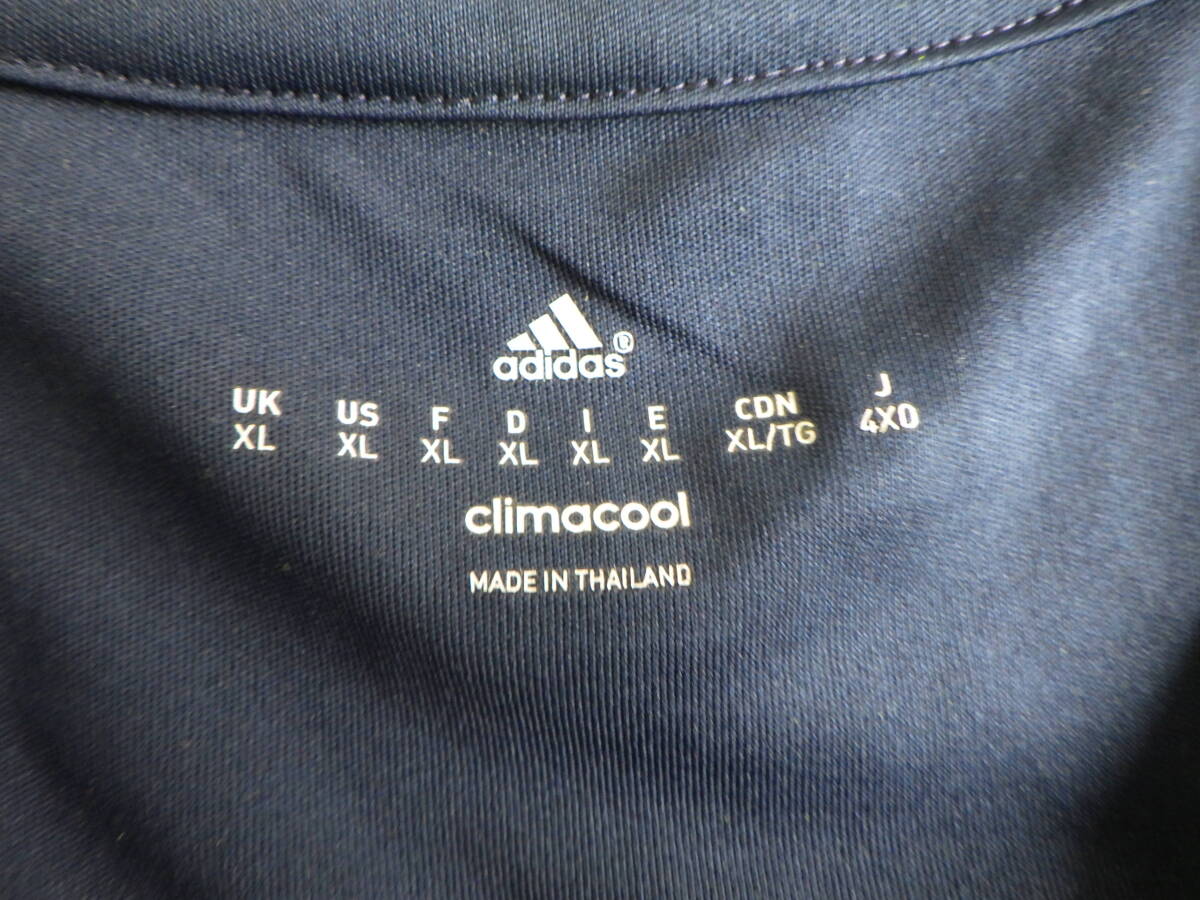 adidas®
UK US F D I E CDN J
XL XL XL XL XL XL XL/TG 4XO
climacool
MADE IN THAILAND